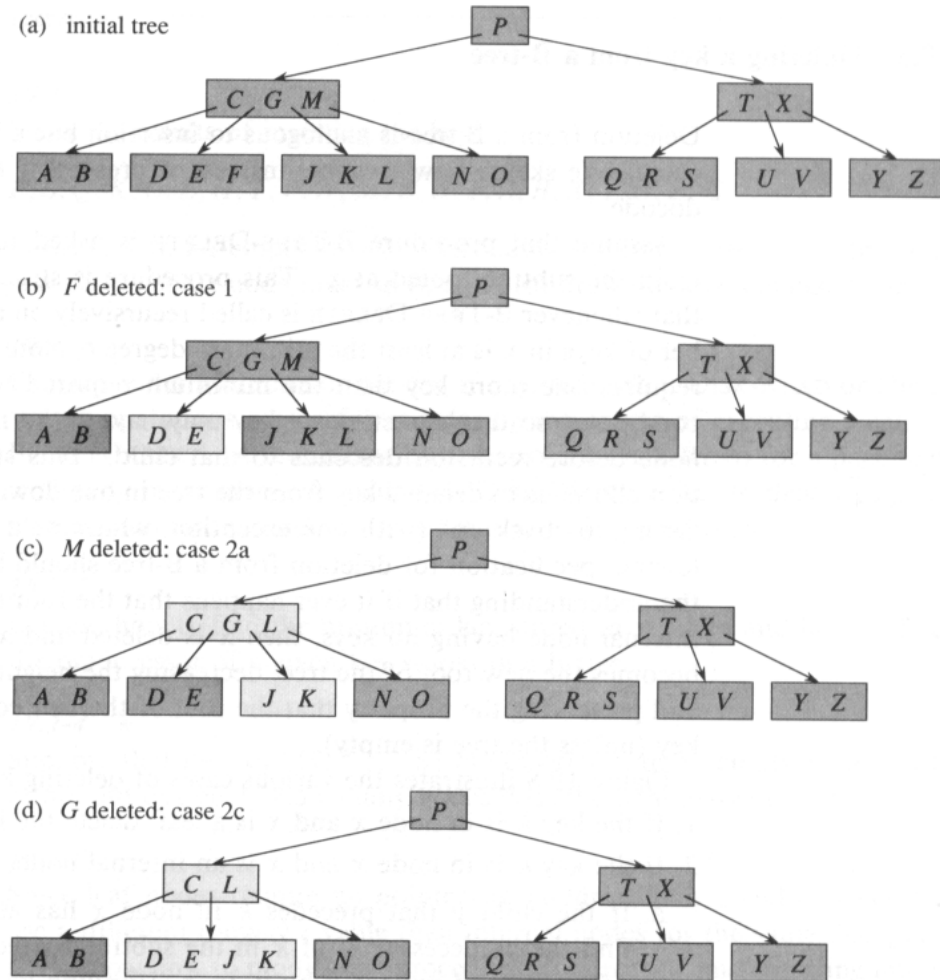 (a) initial tree
P
C G M
T X
A B
D E F
J K L
N O
Q R S
U V
Y Z
(b) F deleted: case 1
P
C G M
T X
A B
D E
J K L
N O
Q R S
U V
Y Z
(c) M deleted: case 2a
P
C G L
T X
A B
D E
J K
N O
Q R S
U V
Y Z
(d) G deleted: case 2c
P
C L
T X
A B
D E J K
N O
Q R S
U V
Y Z